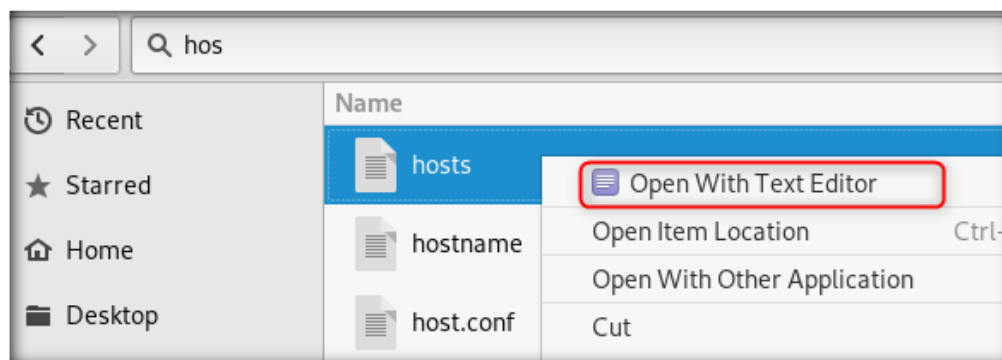 hos
Recent
Starred
Home
Desktop
Name
hosts
hostname
host.conf
Open With Text Editor
Open Item Location Ctrl-
Open With Other Application
Cut